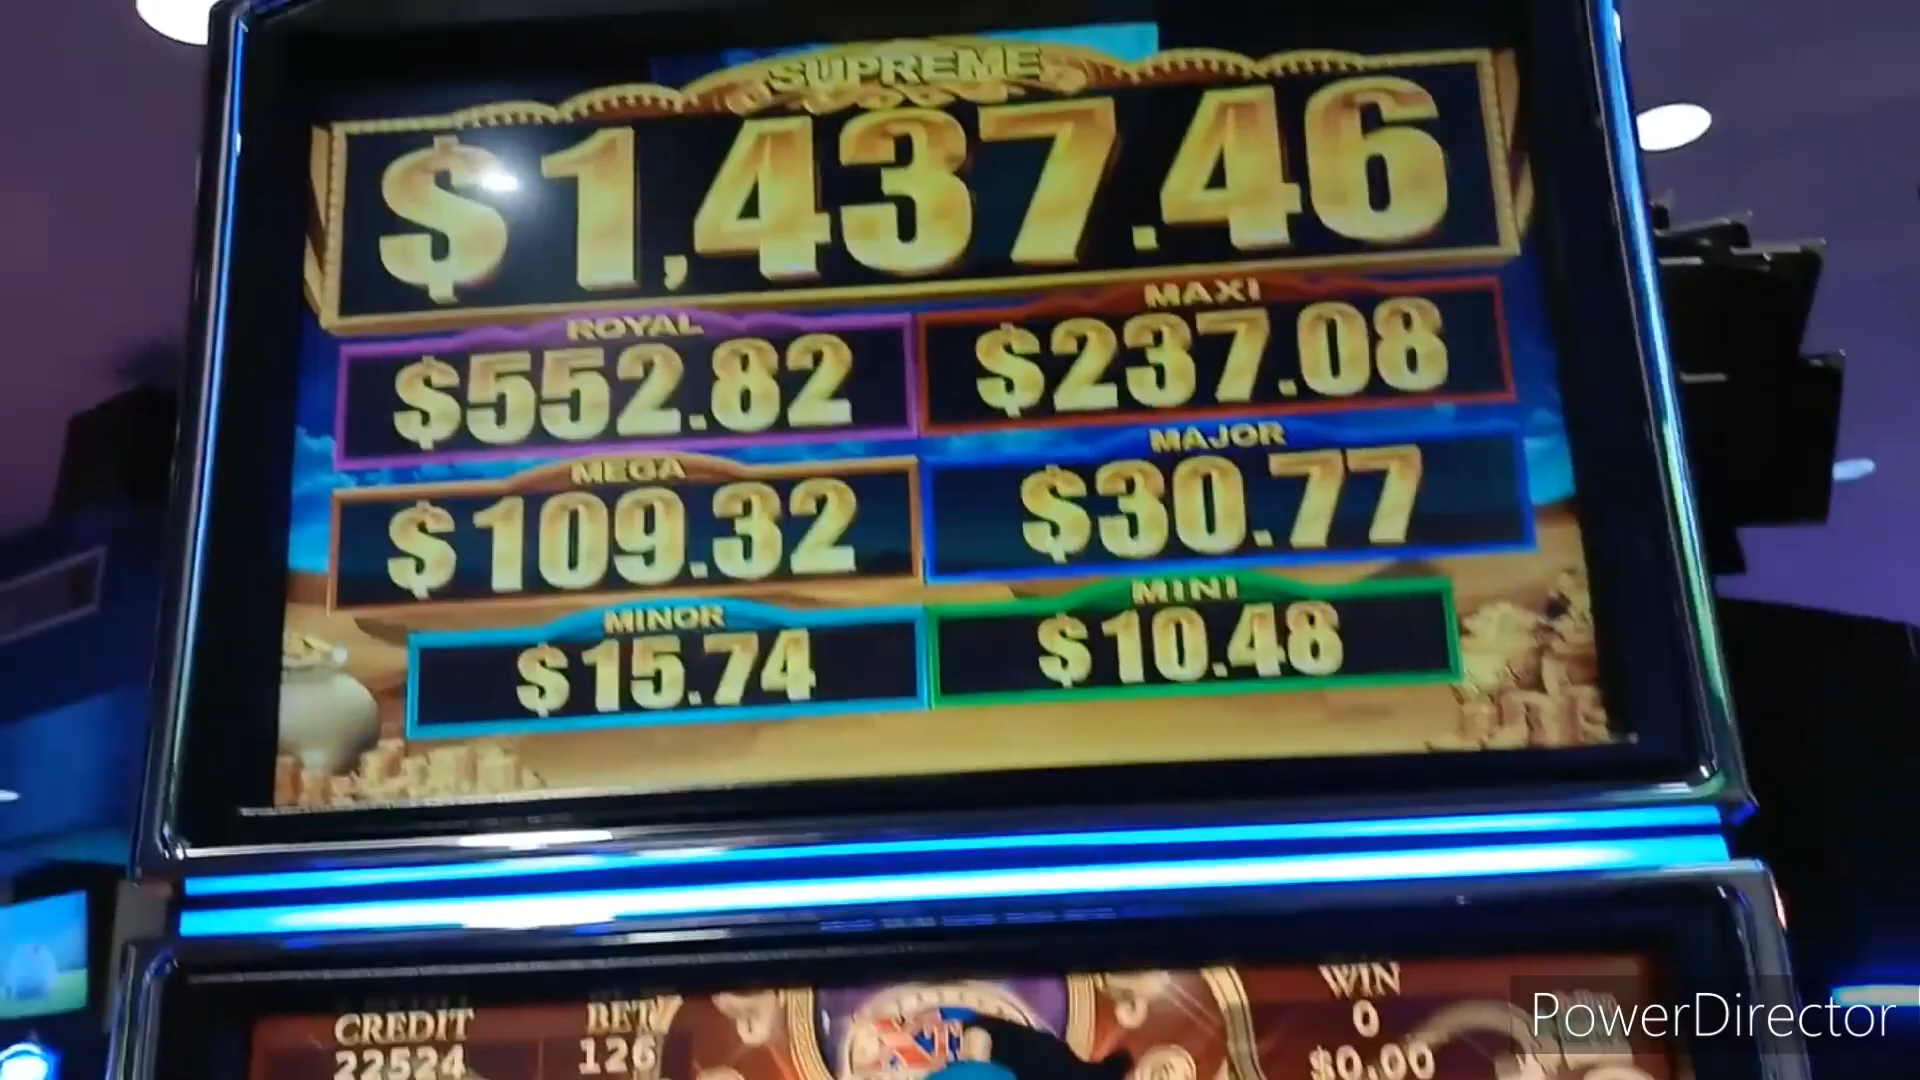 SUPREME
$1,437.46
ROYAL
$552.82
MAXI
$237.08
MEGA
$109.32
MAJOR
$30.77
MINOR
$15.74
MINI
$10.48
CREDIT
22524
BET
126
WIN
0
$0.00
PowerDirector